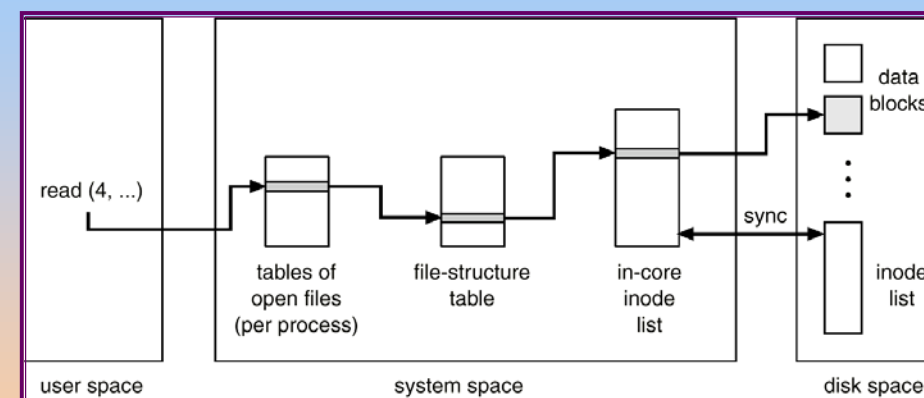 read (4, ...)
tables of
open files
(per process)
file-structure
table
in-core
inode
list
sync
data
blocks
inode
list
user space
system space
disk space